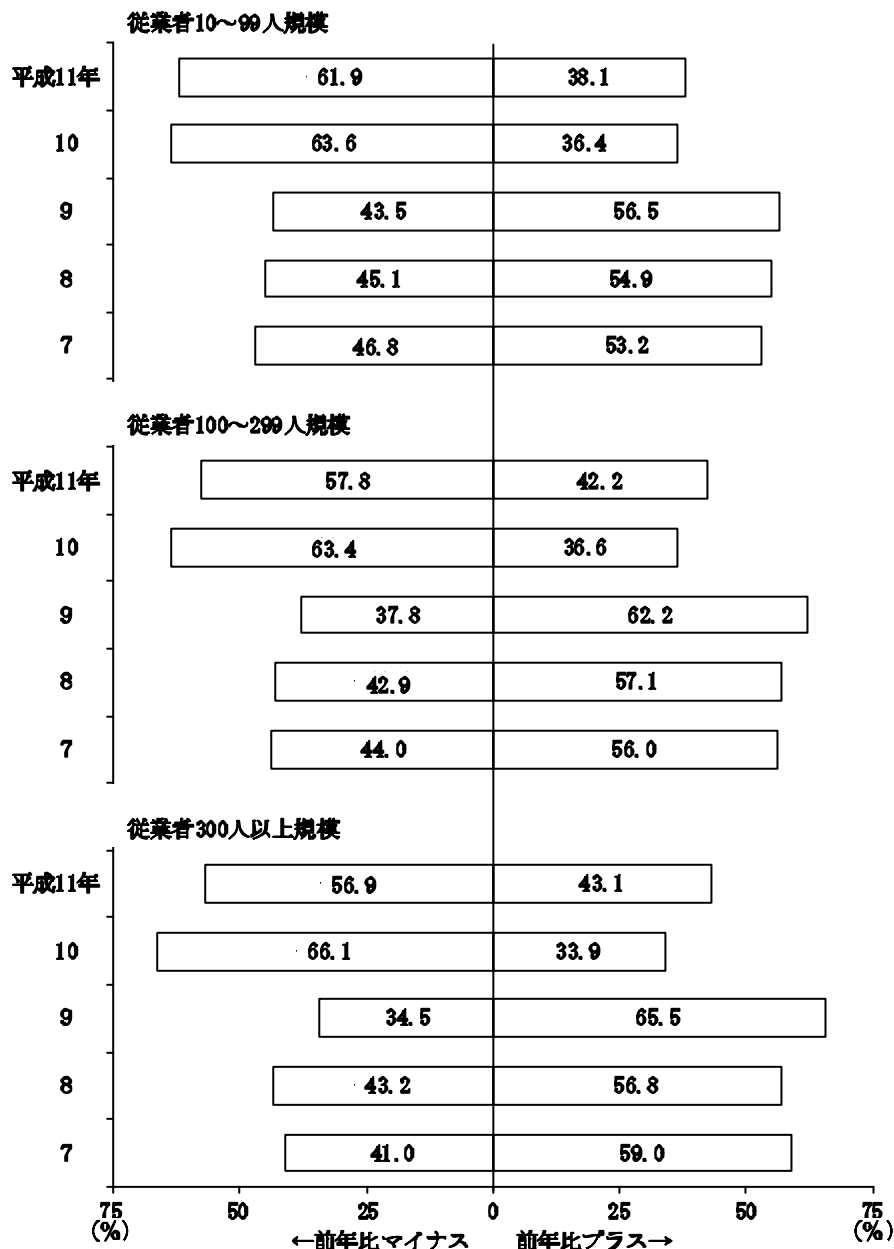 従業者10～99人規模
平成11年 61.9 38.1
10 63.6 36.4
9 43.5 56.5
8 45.1 54.9
7 46.8 53.2
従業者100～299人規模
平成11年 57.8 42.2
10 63.4 36.6
9 37.8 62.2
8 42.9 57.1
7 44.0 56.0
従業者300人以上規模
平成11年 56.9 43.1
10 66.1 33.9
9 34.5 65.5
8 43.2 56.8
7 41.0 59.0
75 50 25 0 25 50 75
(%) ←前年比マイナス 前年比プラス→ (%)